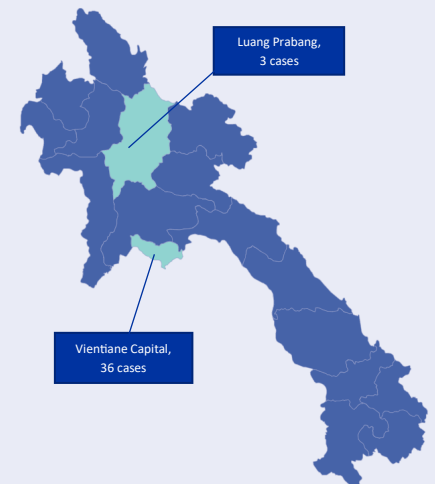 Luang Prabang,
3 cases
Vientiane Capital,
36 cases